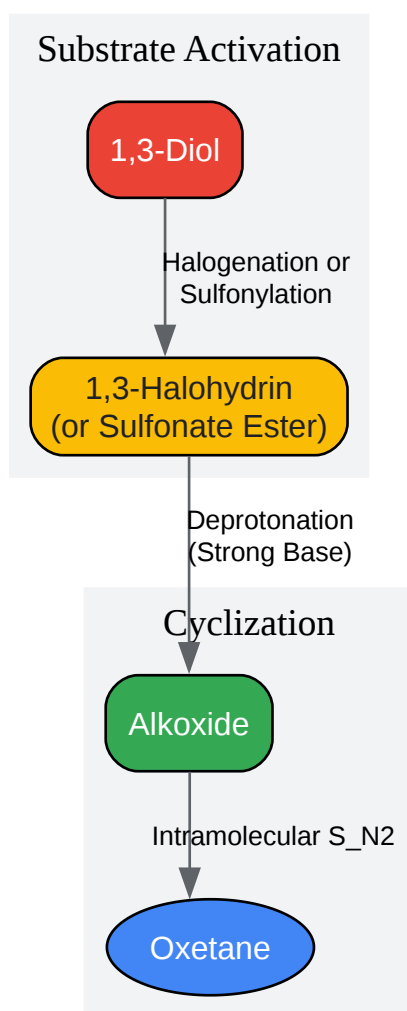 Substrate Activation
1,3-Diol
Halogenation or
Sulfonylation
1,3-Halohydrin
(or Sulfonate Ester)
Deprotonation
(Strong Base)
Cyclization
Alkoxide
Intramolecular S_N2
Oxetane